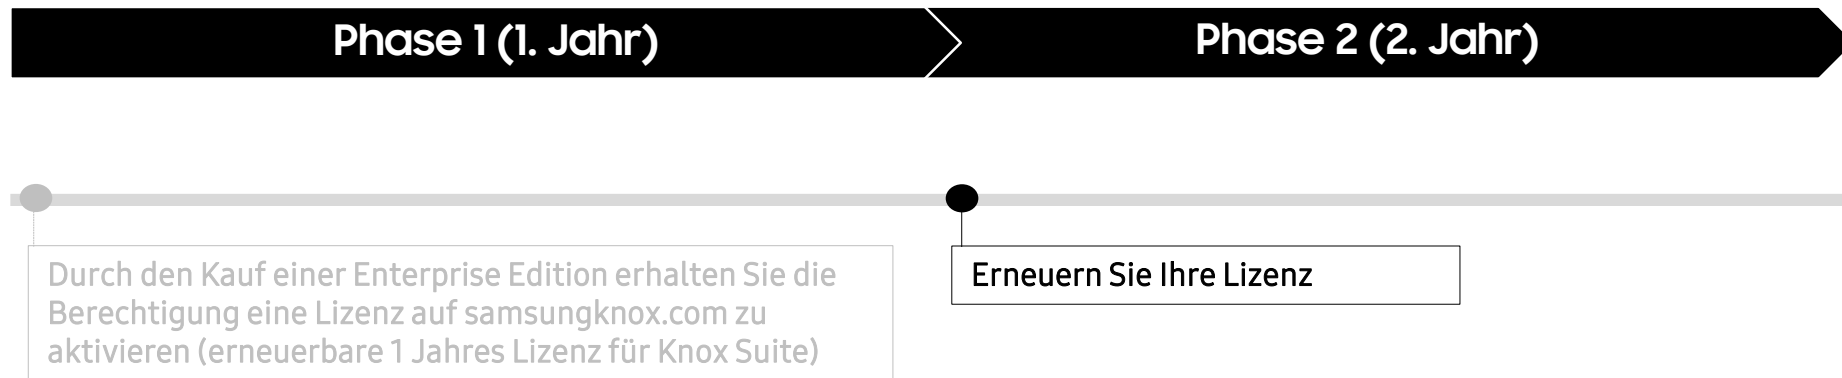 Phase 1 (1. Jahr)
Phase 2 (2. Jahr)
Durch den Kauf einer Enterprise Edition erhalten Sie die
Berechtigung eine Lizenz auf samsungknox.com zu
aktivieren (erneuerbare 1 Jahres Lizenz für Knox Suite)
Erneuern Sie Ihre Lizenz